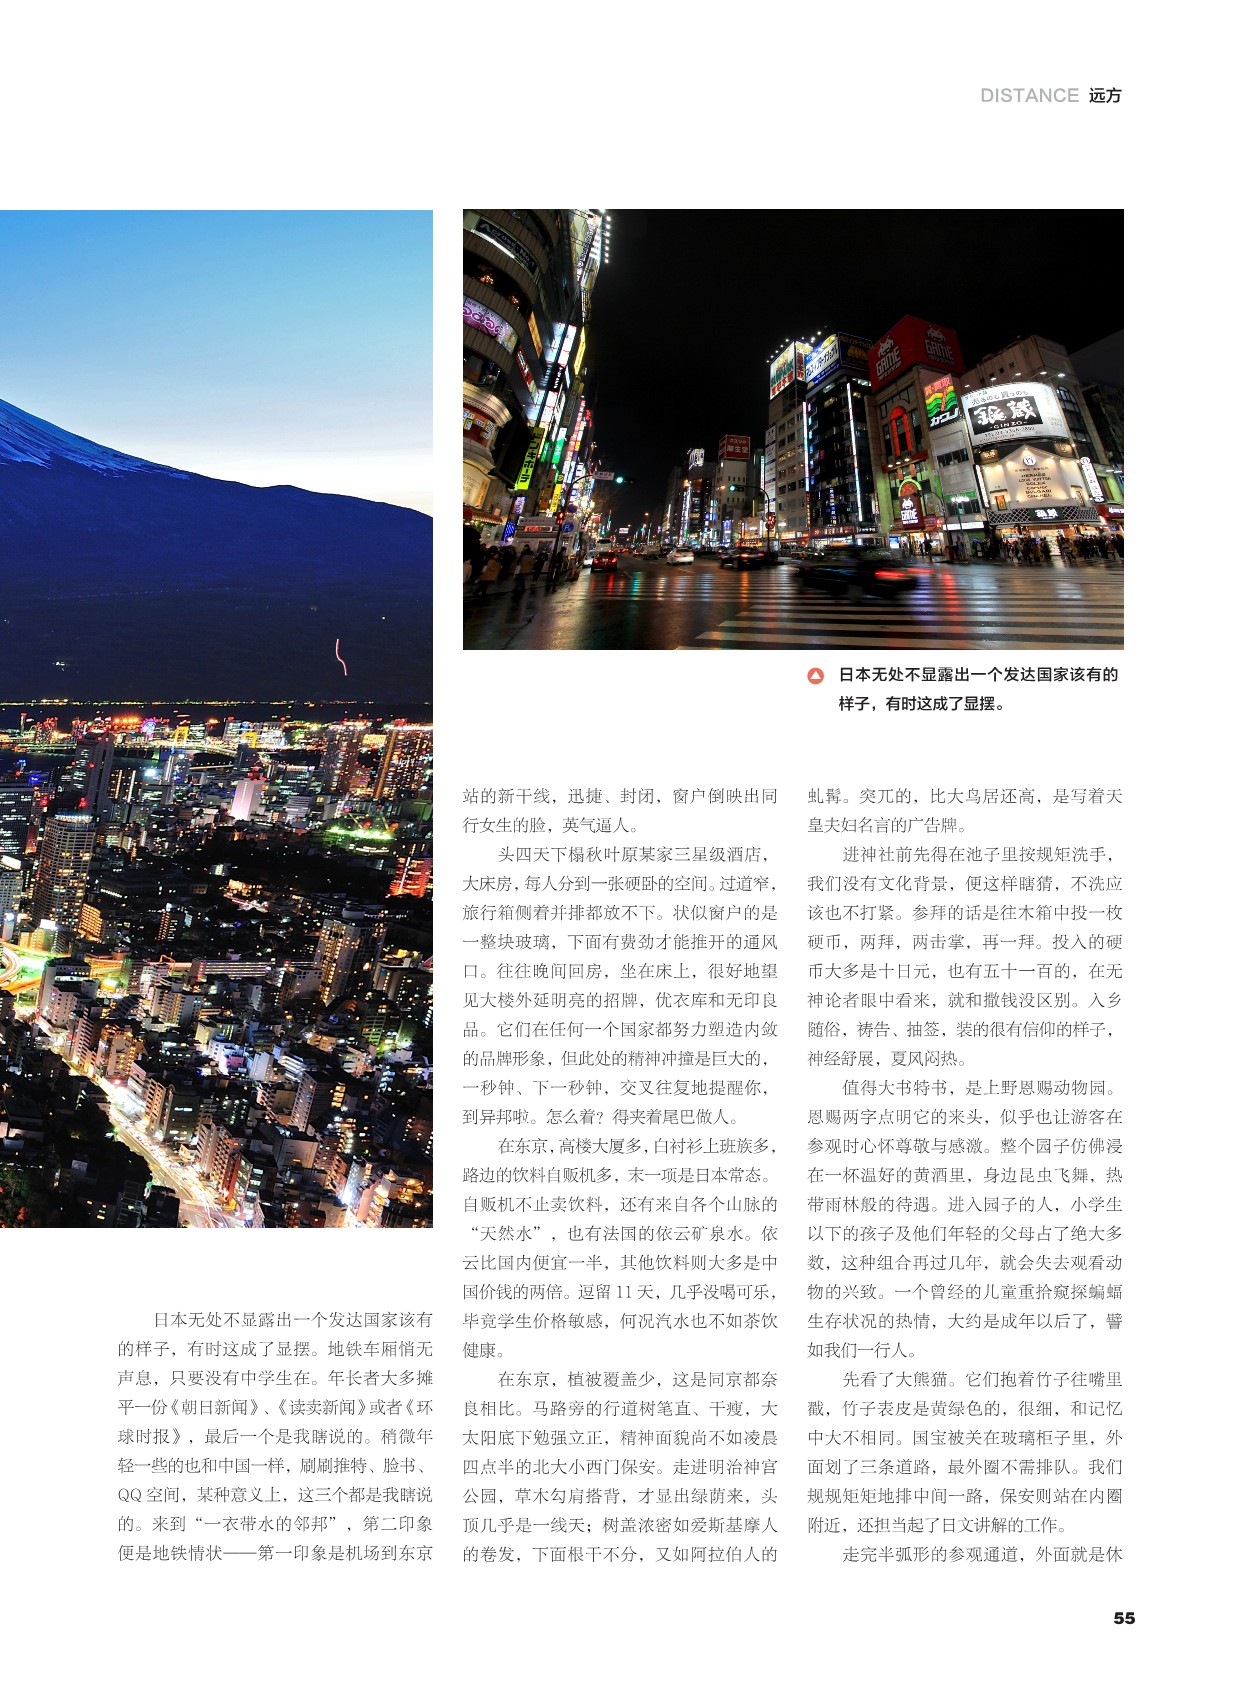 DISTANCE 远方
GAME
GAME
売るのも買うのも
銀蔵
-GINZO-
HERMES
LOUIS VUITTON
ROLEX
Cartier
BVLGARI
CHANEL
GAME
銀蔵
日本无处不显露出一个发达国家该有的
样子，有时这成了显摆。
日本无处不显露出一个发达国家该有
的样子，有时这成了显摆。地铁车厢悄无
声息，只要没有中学生在。年长者大多摊
平一份《朝日新闻》、《读卖新闻》或者《环
球时报》，最后一个是我瞎说的。稍微年
轻一些的也和中国一样，刷刷推特、脸书、
QQ 空间，某种意义上，这三个都是我瞎说
的。来到“一衣带水的邻邦”，第二印象
便是地铁情状——第一印象是机场到东京
站的新干线，迅捷、封闭，窗户倒映出同
行女生的脸，英气逼人。
头四天下榻秋叶原某家三星级酒店，
大床房，每人分到一张硬卧的空间。过道窄，
旅行箱侧着并排都放不下。状似窗户的是
一整块玻璃，下面有费劲才能推开的通风
口。往往晚间回房，坐在床上，很好地望
见大楼外延明亮的招牌，优衣库和无印良
品。它们在任何一个国家都努力塑造内敛
的品牌形象，但此处的精神冲撞是巨大的，
一秒钟、下一秒钟，交叉往复地提醒你，
到异邦啦。怎么着？得夹着尾巴做人。
在东京，高楼大厦多，白衬衫上班族多，
路边的饮料自贩机多，末一项是日本常态。
自贩机不止卖饮料，还有来自各个山脉的
“天然水”，也有法国的依云矿泉水。依
云比国内便宜一半，其他饮料则大多是中
国价钱的两倍。逗留 11 天，几乎没喝可乐，
毕竟学生价格敏感，何况汽水也不如茶饮
健康。
在东京，植被覆盖少，这是同京都奈
良相比。马路旁的行道树笔直、干瘦，大
太阳底下勉强立正，精神面貌尚不如凌晨
四点半的北大小西门保安。走进明治神宫
公园，草木勾肩搭背，才显出绿荫来，头
顶几乎是一线天；树盖浓密如爱斯基摩人
的卷发，下面根干不分，又如阿拉伯人的
虬髯。突兀的，比大鸟居还高，是写着天
皇夫妇名言的广告牌。
进神社前先得在池子里按规矩洗手，
我们没有文化背景，便这样瞎猜，不洗应
该也不打紧。参拜的话是往木箱中投一枚
硬币，两拜，两击掌，再一拜。投入的硬
币大多是十日元，也有五十一百的，在无
神论者眼中看来，就和撒钱没区别。入乡
随俗，祷告、抽签，装的很有信仰的样子，
神经舒展，夏风闷热。
值得大书特书，是上野恩赐动物园。
恩赐两字点明它的来头，似乎也让游客在
参观时心怀尊敬与感激。整个园子仿佛浸
在一杯温好的黄酒里，身边昆虫飞舞，热
带雨林般的待遇。进入园子的人，小学生
以下的孩子及他们年轻的父母占了绝大多
数，这种组合再过几年，就会失去观看动
物的兴致。一个曾经的儿童重拾窥探蝙蝠
生存状况的热情，大约是成年以后了，譬
如我们一行人。
先看了大熊猫。它们抱着竹子往嘴里
戳，竹子表皮是黄绿色的，很细，和记忆
中大不相同。国宝被关在玻璃柜子里，外
面划了三条道路，最外圈不需排队。我们
规规矩矩地排中间一路，保安则站在内圈
附近，还担当起了日文讲解的工作。
走完半弧形的参观通道，外面就是休
55